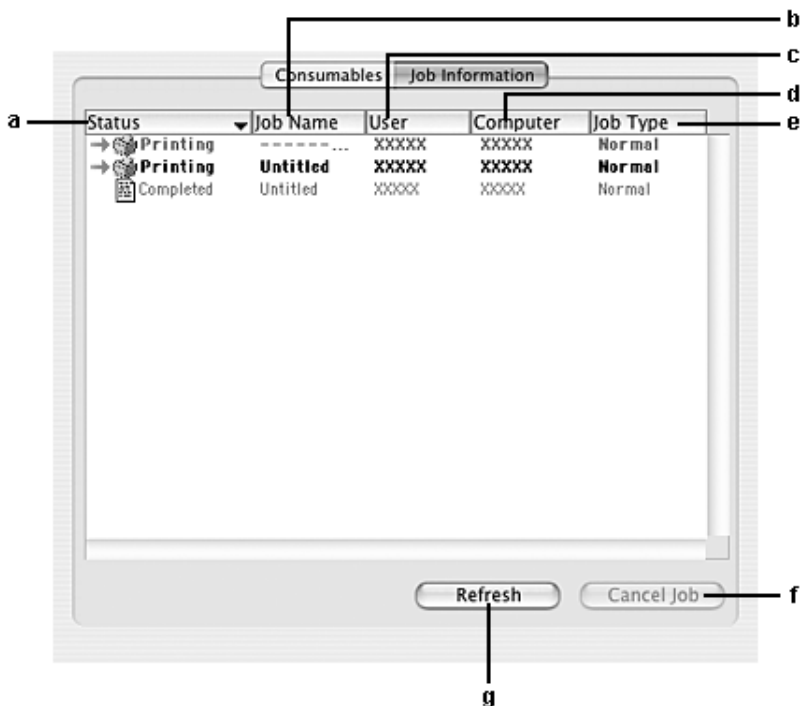 b
c
Consumables Job Information
d
a Status Job Name User Computer Job Type e
Printing ------... XXXXX XXXXX Normal
Printing Untitled XXXXX XXXXX Normal
Completed Untitled XXXXX XXXXX Normal
Refresh Cancel Job f
g